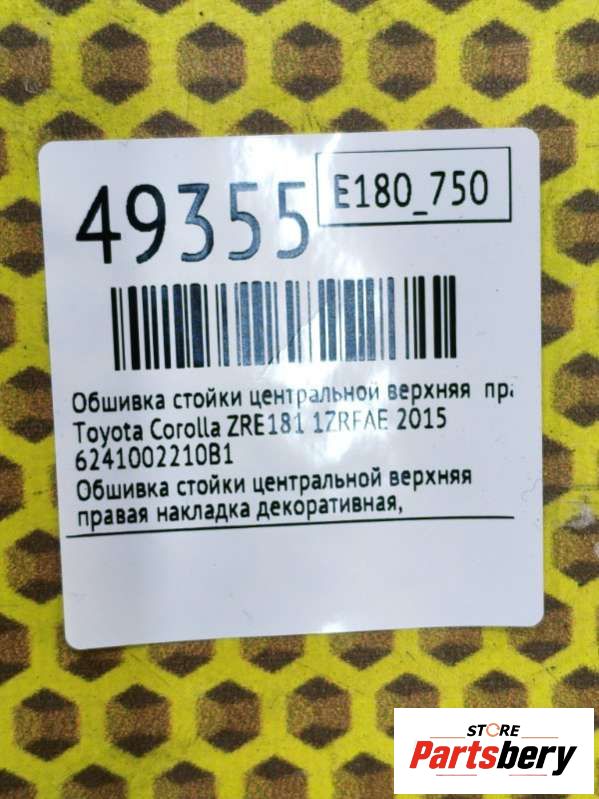 49355
E180_750
Обшивка стойки центральной верхняя пра
Toyota Corolla ZRE181 1ZRFAE 2015
6241002210B1
Обшивка стойки центральной верхняя
правая накладка декоративная,
STORE
Partsbery